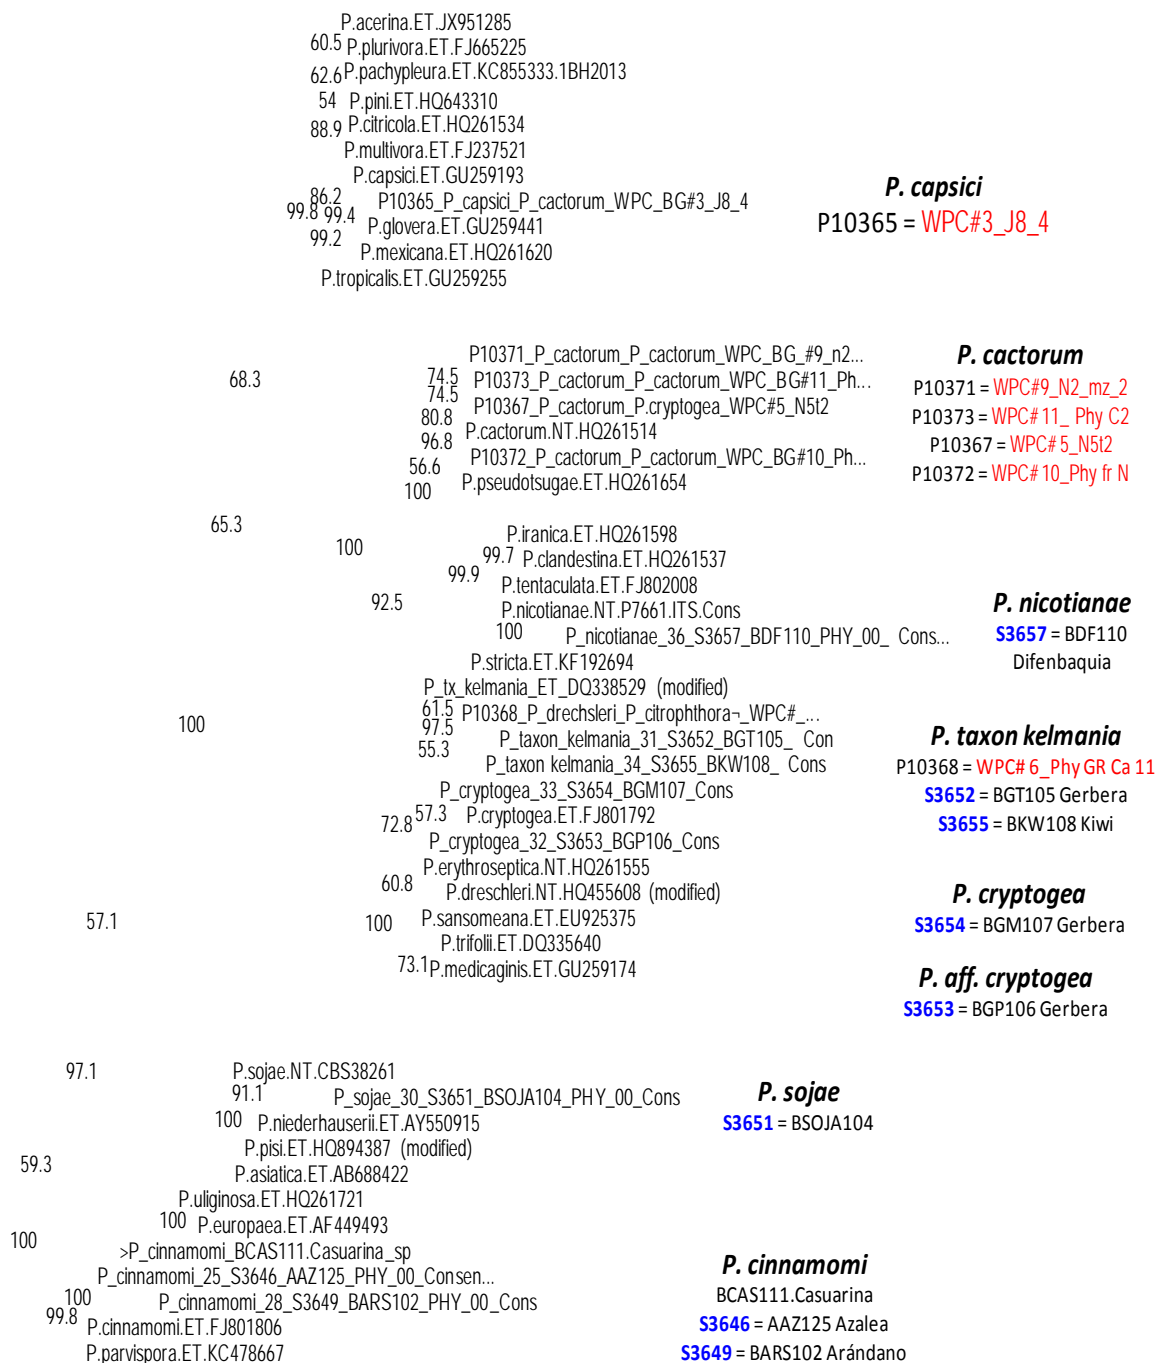 P.acerina.ET.JX951285
60.5 P.plurivora.ET.FJ665225
62.6 P.pachypleura.ET.KC855333.1BH2013
54 P.pini.ET.HQ643310
88.9 P.citricola.ET.HQ261534
P.multivora.ET.FJ237521
P.capsici.ET.GU259193
86.2 P10365_P_capsici_P_cactorum_WPC_BG#3_J8_4
99.8 99.4 P.glovera.ET.GU259441
99.2 P.mexicana.ET.HQ261620
P.tropicalis.ET.GU259255
P. capsici
P10365 = WPC#3_J8_4
P10371_P_cactorum_P_cactorum_WPC_BG_#9_n2...
68.3 74.5 P10373_P_cactorum_P_cactorum_WPC_BG#11_Ph...
74.5 P10367_P_cactorum_P.cryptogea_WPC#5_N5t2
80.8 P.cactorum.NT.HQ261514
96.8 P10372_P_cactorum_P_cactorum_WPC_BG#10_Ph...
56.6 P.pseudotsugae.ET.HQ261654
100
P. cactorum
P10371 = WPC#9_N2_mz_2
P10373 = WPC#11_ Phy C2
P10367 = WPC#5_N5t2
P10372 = WPC#10_Phy fr N
65.3 P.iranica.ET.HQ261598
100 99.7 P.clandestina.ET.HQ261537
99.9 P.tentaculata.ET.FJ802008
92.5 P.nicotianae.NT.P7661.ITS.Cons
100 P_nicotianae_36_S3657_BDF110_PHY_00_ Cons...
P.stricta.ET.KF192694
P. nicotianae
S3657 = BDF110
Difenbaquia
P_tx_kelmania_ET_DQ338529 (modified)
100 61.5 P10368_P_drechsleri_P_citrophthora¬_WPC#_...
97.5 P_taxon_kelmania_31_S3652_BGT105_ Con
55.3 P_taxon kelmania_34_S3655_BKW108_ Cons
P_cryptogea_33_S3654_BGM107_Cons
72.8 57.3 P.cryptogea.ET.FJ801792
P_cryptogea_32_S3653_BGP106_Cons
P.erythroseptica.NT.HQ261555
60.8 P.dreschleri.NT.HQ455608 (modified)
57.1 100 P.sansomeana.ET.EU925375
P.trifolii.ET.DQ335640
73.1 P.medicaginis.ET.GU259174
P. taxon kelmania
P10368 = WPC#6_Phy GR Ca 11
S3652 = BGT105 Gerbera
S3655 = BKW108 Kiwi
P. cryptogea
S3654 = BGM107 Gerbera
P. aff. cryptogea
S3653 = BGP106 Gerbera
97.1 P.sojae.NT.CBS38261
91.1 P_sojae_30_S3651_BSOJA104_PHY_00_Cons
100 P.niederhauserii.ET.AY550915
P.pisi.ET.HQ894387 (modified)
59.3 P.asiatica.ET.AB688422
P. sojae
S3651 = BSOJA104
P.uliginosa.ET.HQ261721
100 P.europaea.ET.AF449493
100 >P_cinnamomi_BCAS111.Casuarina_sp
P_cinnamomi_25_S3646_AAZ125_PHY_00_Consen...
100 P_cinnamomi_28_S3649_BARS102_PHY_00_Cons
99.8 P.cinnamomi.ET.FJ801806
P.parvispora.ET.KC478667
P. cinnamomi
BCAS111.Casuarina
S3646 = AAZ125 Azalea
S3649 = BARS102 Arándano